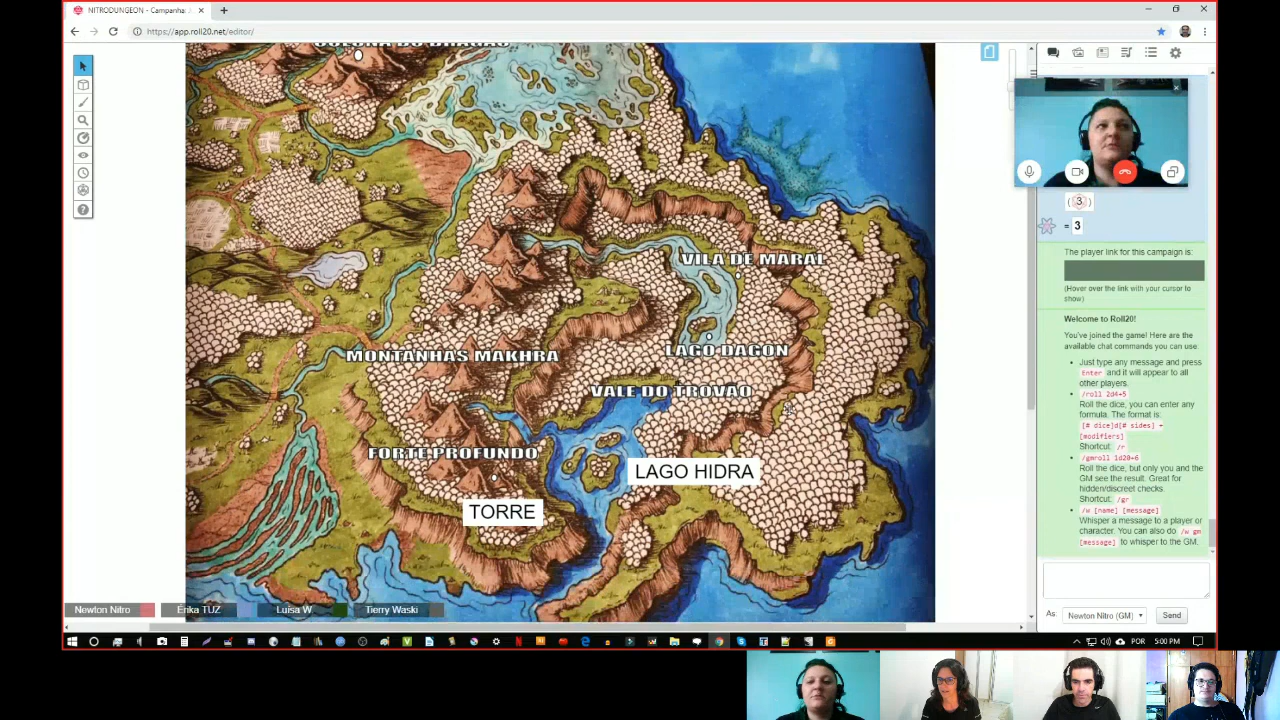 NITRODUNGEON - Campanha:
https://app.roll20.net/editor/
VILA DE MARAL
MONTANHAS MAKHRA
LAGO DAGON
VALE DO TROVAO
FONTE PROFUNDO
LAGO HIDRA
TORRE
(3)
= 3
The player link for this campaign is:
(Hover over the link with your cursor to
show)
Welcome to Roll20!
You've joined the game! Here are the
available chat commands you can use.
Just type any message and press
Enter and it will appear to all
other players.
/roll 2d4+5
Roll the dice, you can enter any
formula. The format is:
[# dice]d[# sides] +
[modifiers]
Shortcut: /r
/gmroll 1d20+6
Roll the dice, but only you and the
GM see the result. Great for
hidden/discreet checks.
Shortcut: /gr
/w [name] [message]
Whisper a message to a player or
character. You can also do /w gm
[message] to whisper to the GM.
As: Newton Nitro (GM) Send
Newton Nitro Erika TUZ Luisa W. Tierry Waski
POR 5:00 PM